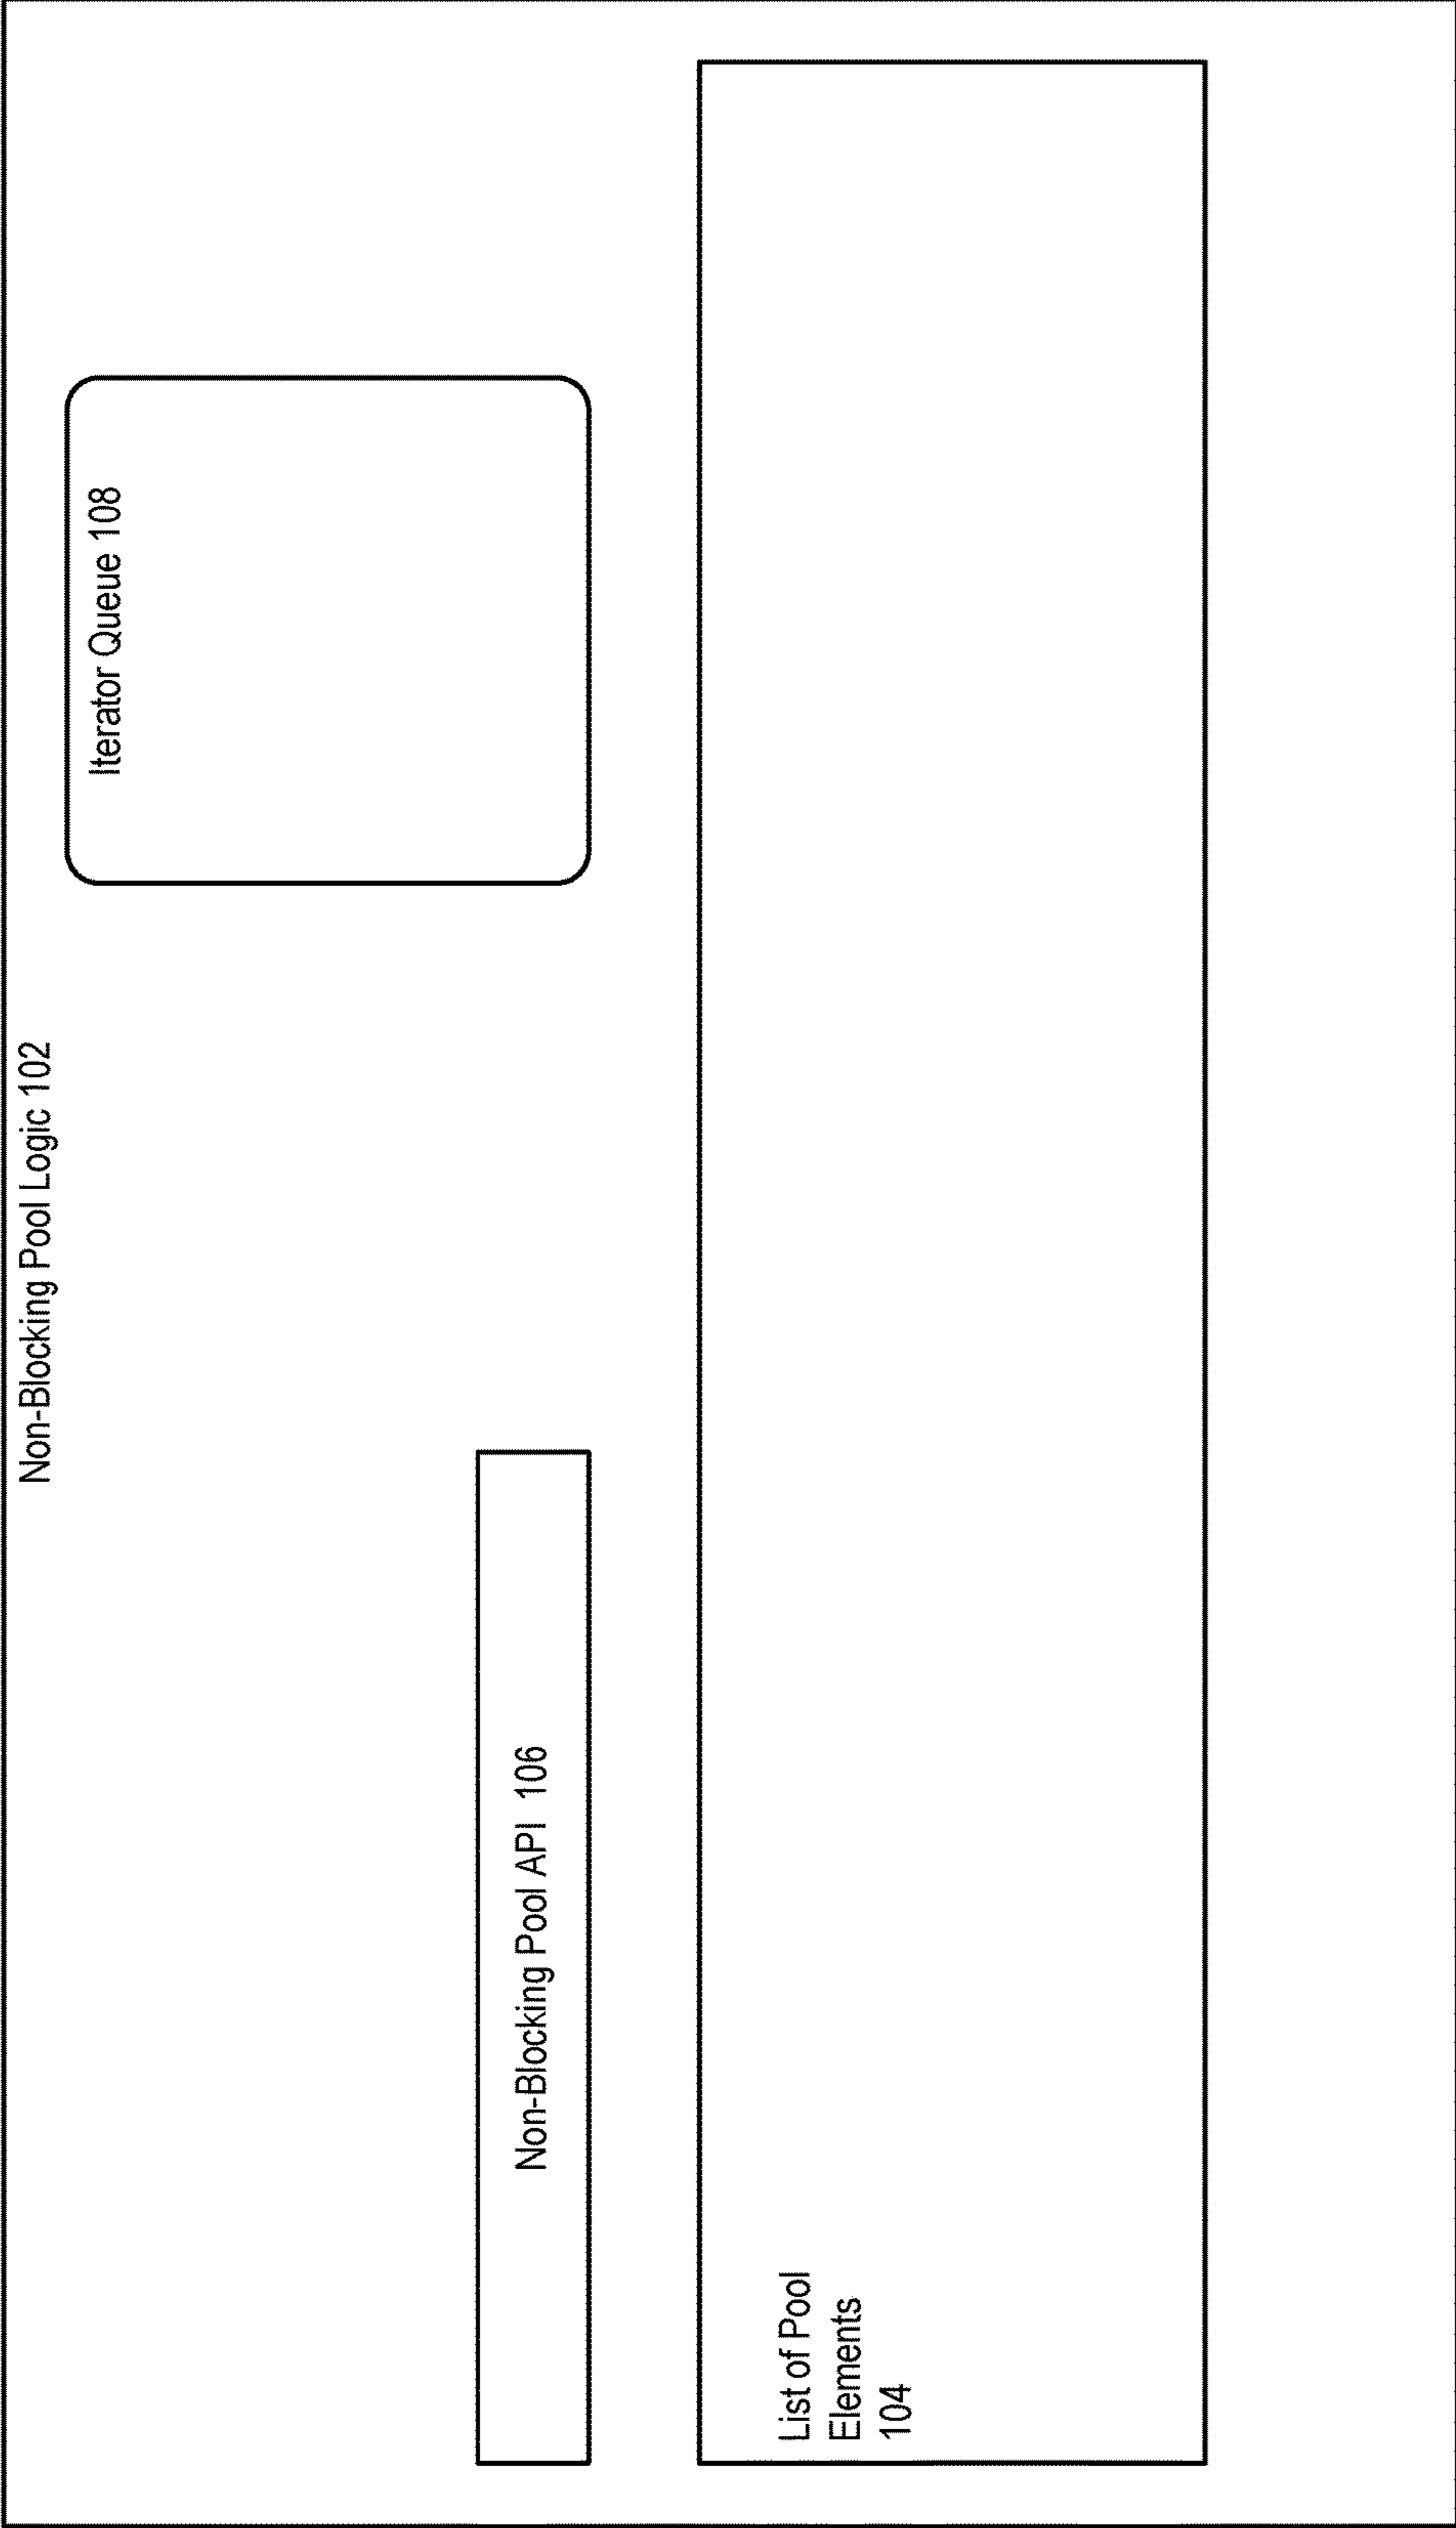 Non-Blocking Pool Logic 102
Iterator Queue 108
Non-Blocking Pool API 106
List of Pool
Elements
104